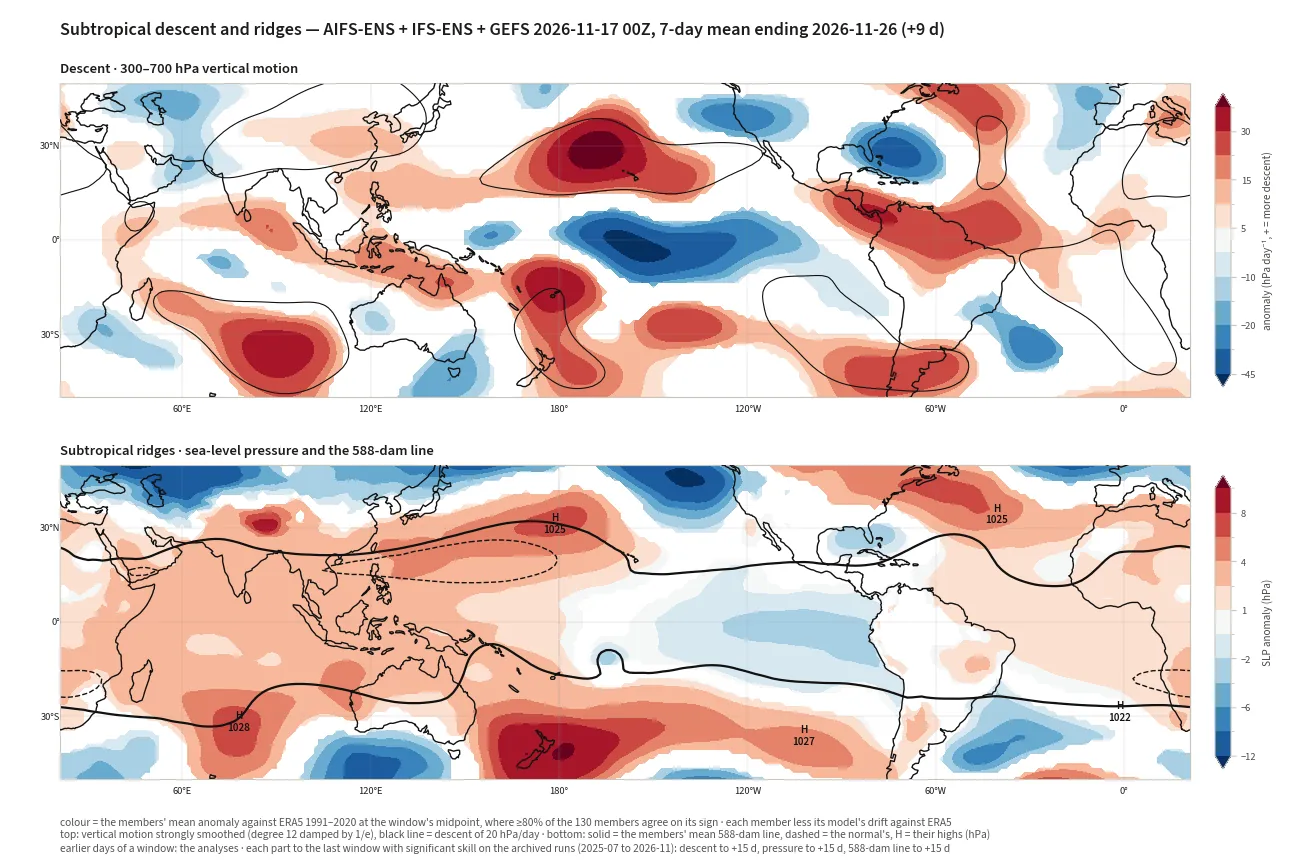 Subtropical descent and ridges — AIFS-ENS + IFS-ENS + GEFS 2026-11-17 00Z, 7-day mean ending 2026-11-26 (+9 d)
Descent · 300–700 hPa vertical motion
30°N
0°
30°S
60°E
120°E
180°
120°W
60°W
0°
30
15
5
−10
−20
−45
anomaly (hPa day⁻¹, + = more descent)
Subtropical ridges · sea-level pressure and the 588-dam line
30°N
0°
30°S
H
1025
H
1025
H
1028
H
1027
H
1022
60°E
120°E
180°
120°W
60°W
0°
8
4
1
−2
−6
−12
SLP anomaly (hPa)
colour = the members' mean anomaly against ERA5 1991–2020 at the window's midpoint, where ≥80% of the 130 members agree on its sign · each member less its model's drift against ERA5
top: vertical motion strongly smoothed (degree 12 damped by 1/e), black line = descent of 20 hPa/day · bottom: solid = the members' mean 588-dam line, dashed = the normal's, H = their highs (hPa)
earlier days of a window: the analyses · each part to the last window with significant skill on the archived runs (2025-07 to 2026-11): descent to +15 d, pressure to +15 d, 588-dam line to +15 d